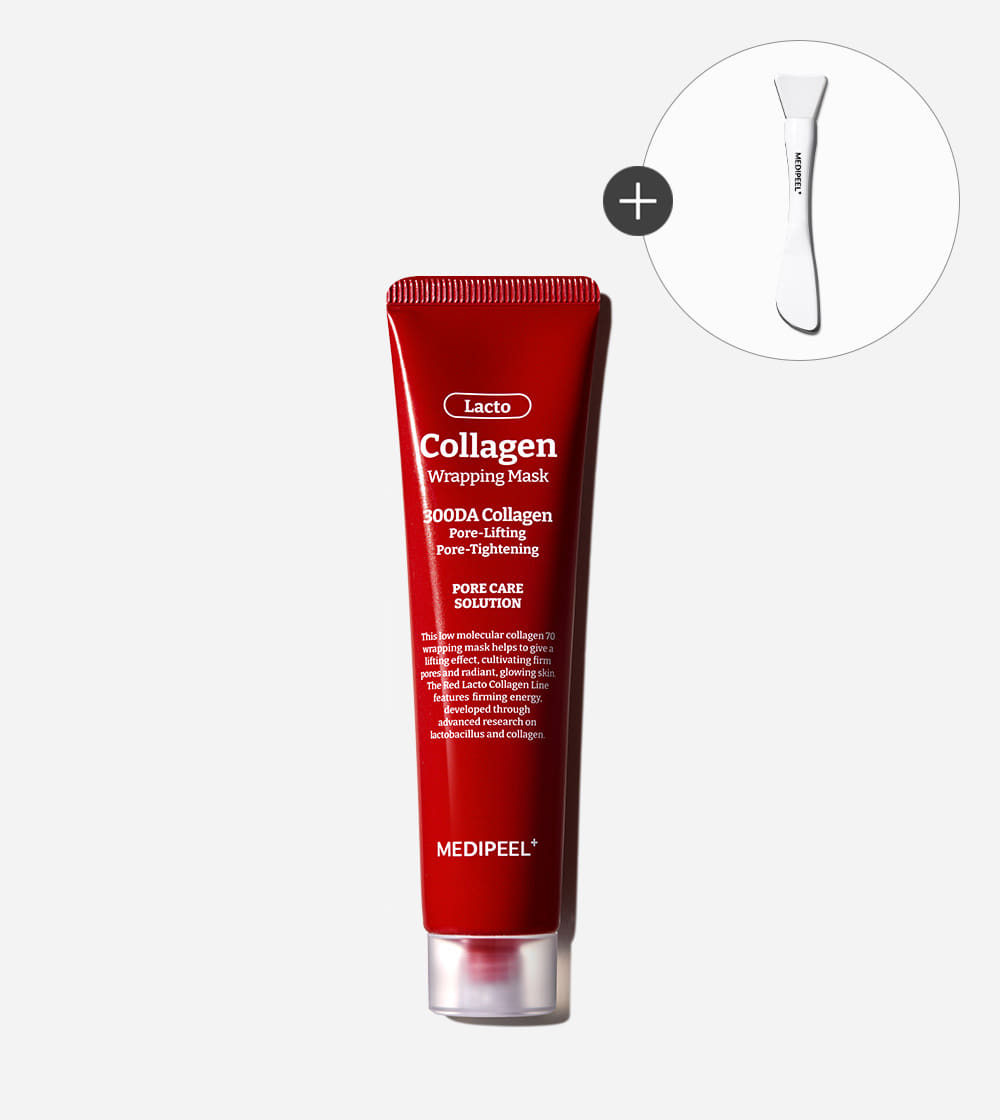 MEDIPEEL+
Lacto
Collagen
Wrapping Mask
300DA Collagen
Pore-Lifting
Pore-Tightening
PORE CARE
SOLUTION
This low molecular collagen 70
wrapping mask helps to give a
lifting effect, cultivating firm
pores and radiant, glowing skin.
The Red Lacto Collagen Line
features firming energy,
developed through
advanced research on
lactobacillus and collagen.
MEDIPEEL+